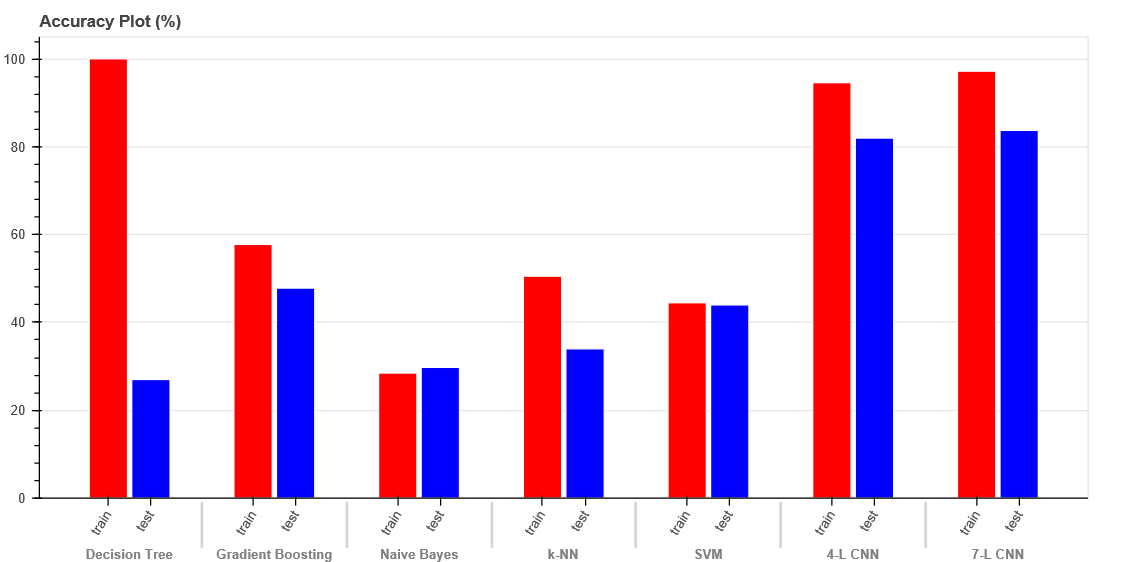 Accuracy Plot (%)
100
80
60
40
20
0
train test train test train test train test train test train test train test
Decision Tree Gradient Boosting Naive Bayes k-NN SVM 4-L CNN 7-L CNN